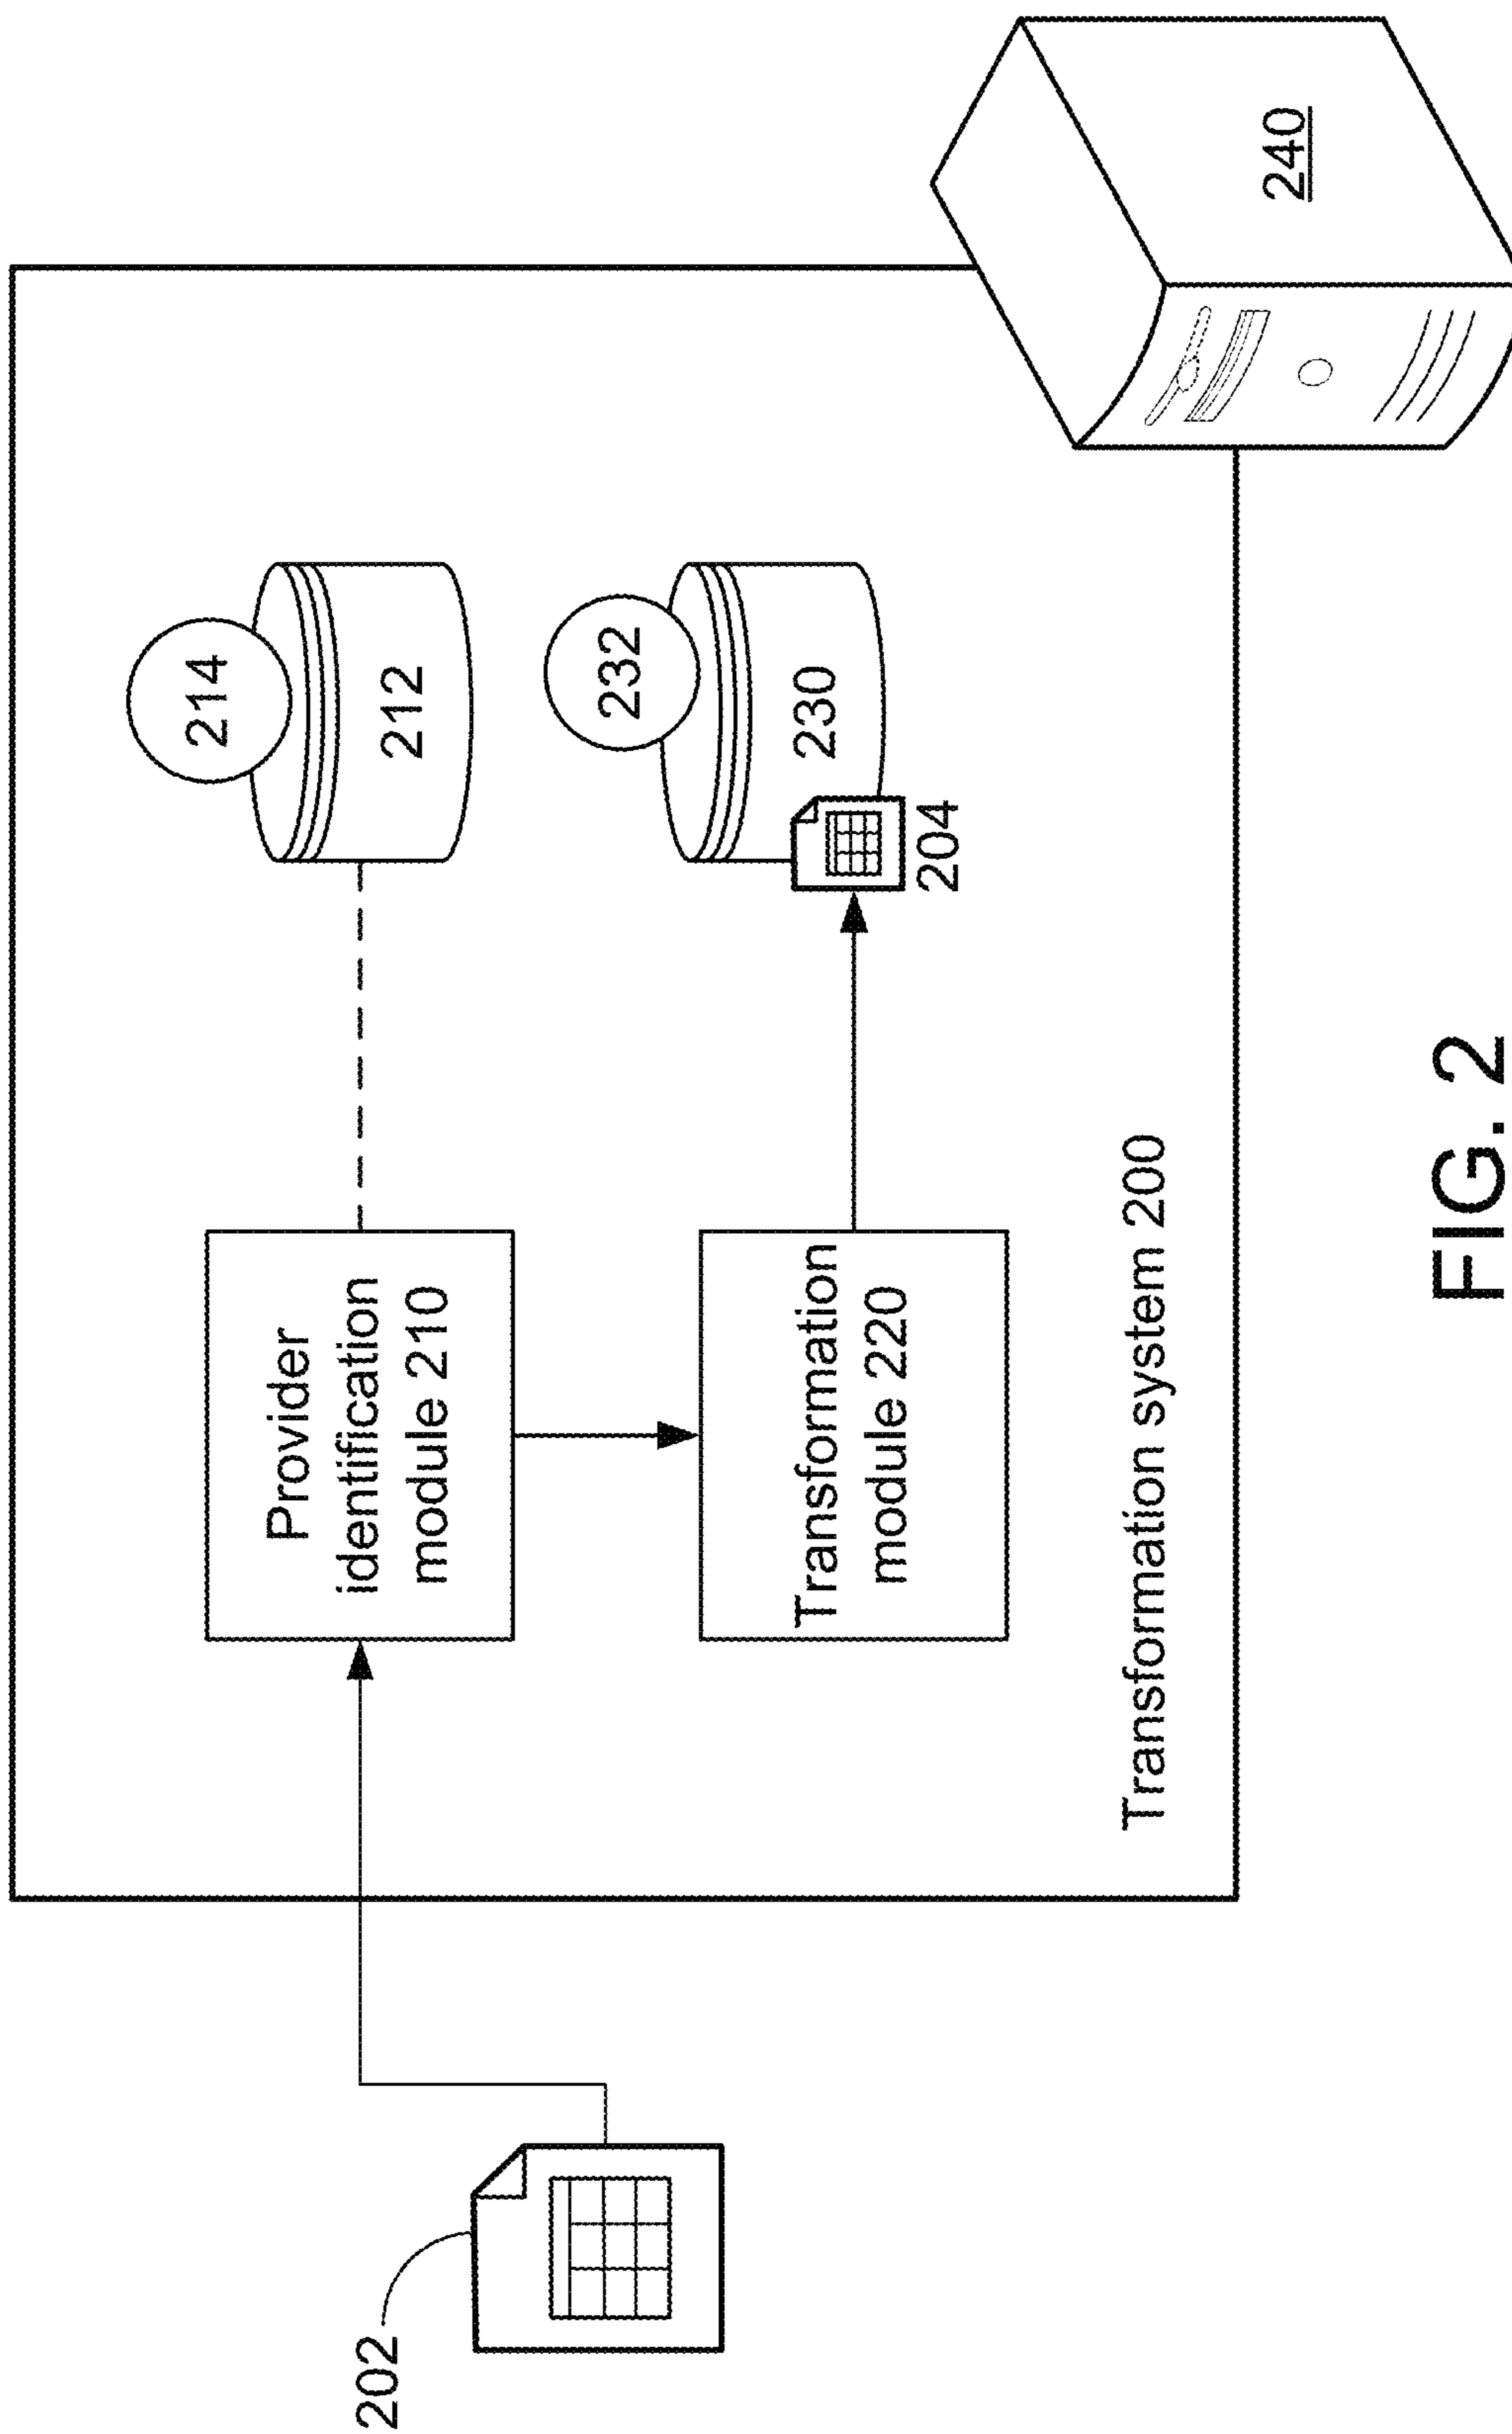 202
Provider
identification
module 210
214
212
Transformation
module 220
232
230
204
Transformation system 200
240
FIG. 2